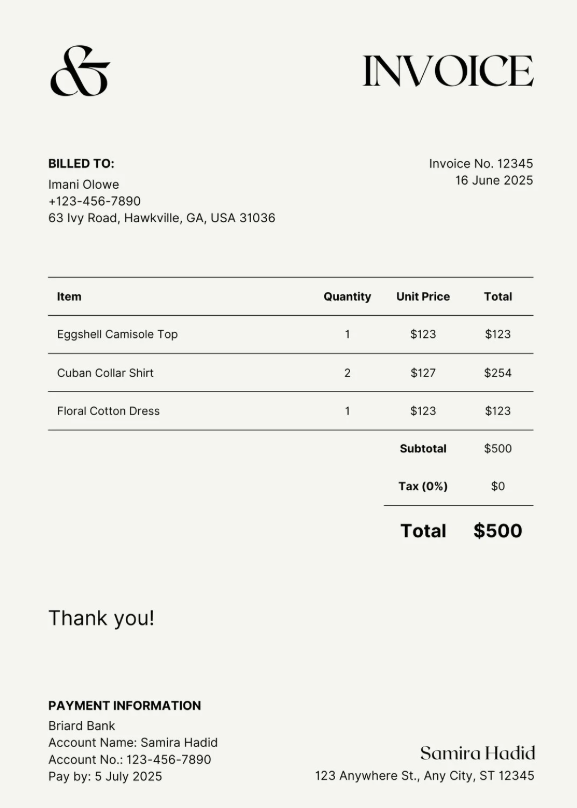 &
INVOICE
BILLED TO:
Imani Olowe
+123-456-7890
63 Ivy Road, Hawkville, GA, USA 31036
Invoice No. 12345
16 June 2025
Item Quantity Unit Price Total
Eggshell Camisole Top 1 $123 $123
Cuban Collar Shirt 2 $127 $254
Floral Cotton Dress 1 $123 $123
Subtotal $500
Tax (0%) $0
Total $500
Thank you!
PAYMENT INFORMATION
Briard Bank
Account Name: Samira Hadid
Account No.: 123-456-7890
Pay by: 5 July 2025
Samira Hadid
123 Anywhere St., Any City, ST 12345